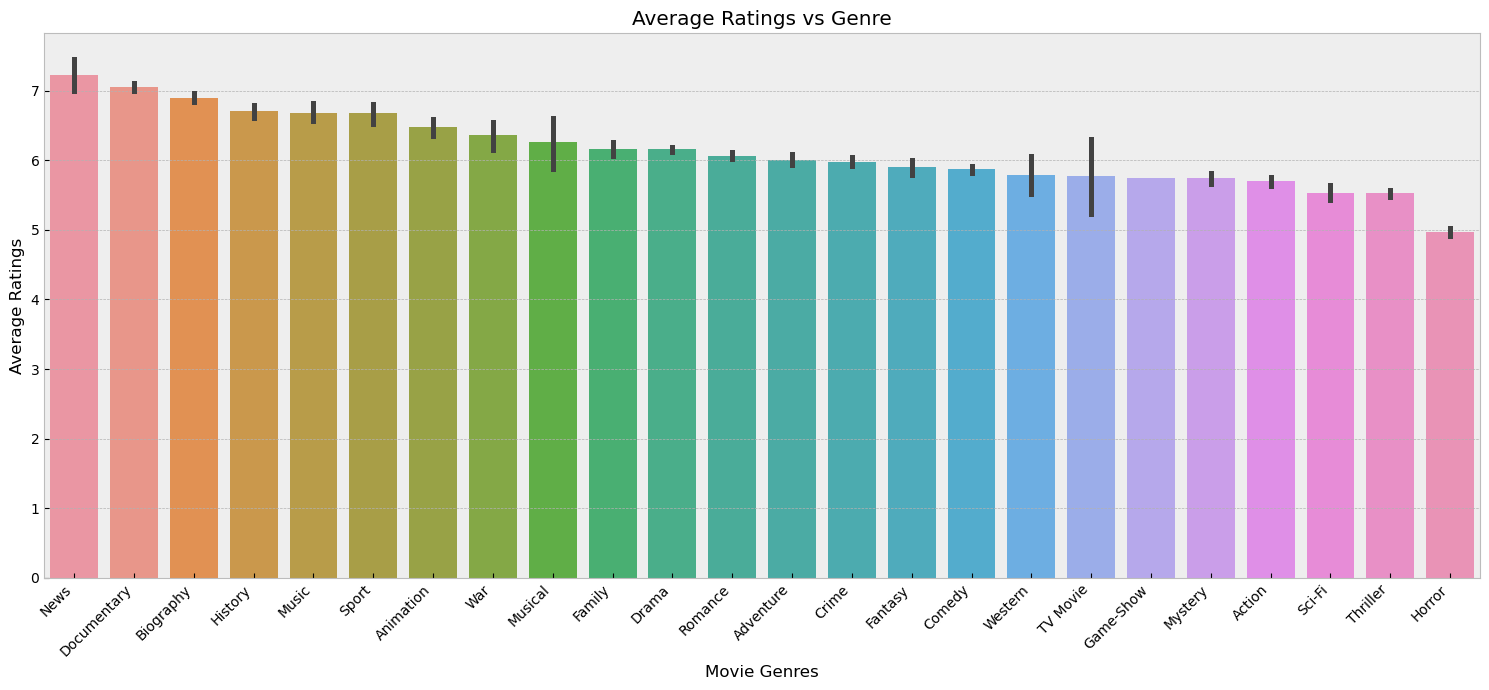 Average Ratings vs Genre
Average Ratings
7
6
5
4
3
2
1
0
News
Documentary
Biography
History
Music
Sport
Animation
War
Musical
Family
Drama
Romance
Adventure
Crime
Fantasy
Comedy
Western
TV Movie
Game-Show
Mystery
Action
Sci-Fi
Thriller
Horror
Movie Genres